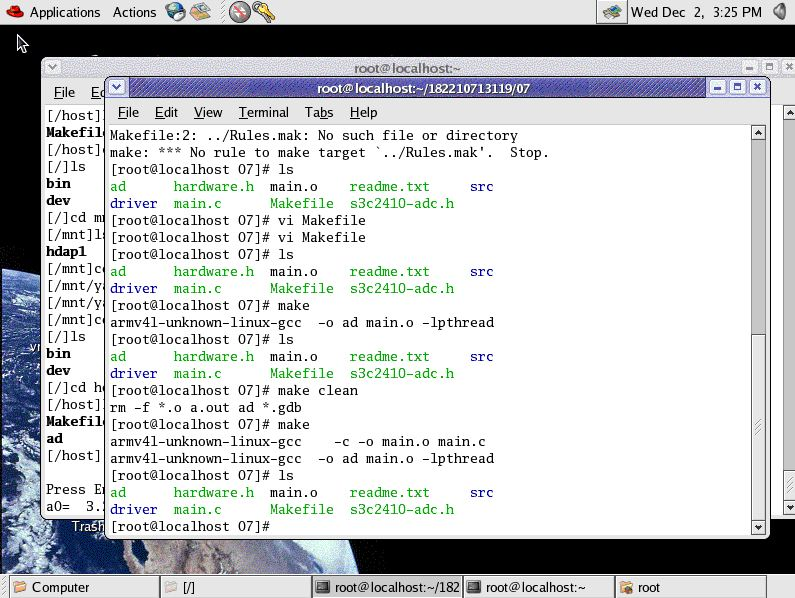 Applications Actions Wed Dec 2, 3:25 PM
root@localhost:~
File
[/host]
Makefil
[/host]
[/]ls
bin
dev
[/]cd
[/mnt]l
hdap1
[/mnt]c
[/mnt/y
[/mnt/y
[/mnt]c
[/]ls
bin
dev
[/]cd h
[/host]
Makefil
ad
[/host]
Press E
a0= 3.
Trash
root@localhost:~/182210713119/07
File Edit View Terminal Tabs Help
Makefile:2: ../Rules.mak: No such file or directory
make: *** No rule to make target `../Rules.mak'.  Stop.
[root@localhost 07]# ls
ad hardware.h main.o readme.txt src
driver main.c Makefile s3c2410-adc.h
[root@localhost 07]# vi Makefile
[root@localhost 07]# vi Makefile
[root@localhost 07]# ls
ad hardware.h main.o readme.txt src
driver main.c Makefile s3c2410-adc.h
[root@localhost 07]# make
armv4l-unknown-linux-gcc  -o ad main.o -lpthread
[root@localhost 07]# ls
ad hardware.h main.o readme.txt src
driver main.c Makefile s3c2410-adc.h
[root@localhost 07]# make clean
rm -f *.o a.out ad *.gdb
[root@localhost 07]# make
armv4l-unknown-linux-gcc    -c -o main.o main.c
armv4l-unknown-linux-gcc  -o ad main.o -lpthread
[root@localhost 07]# ls
ad hardware.h main.o readme.txt src
driver main.c Makefile s3c2410-adc.h
[root@localhost 07]#
Computer [/] root@localhost:~/182 root@localhost:~ root